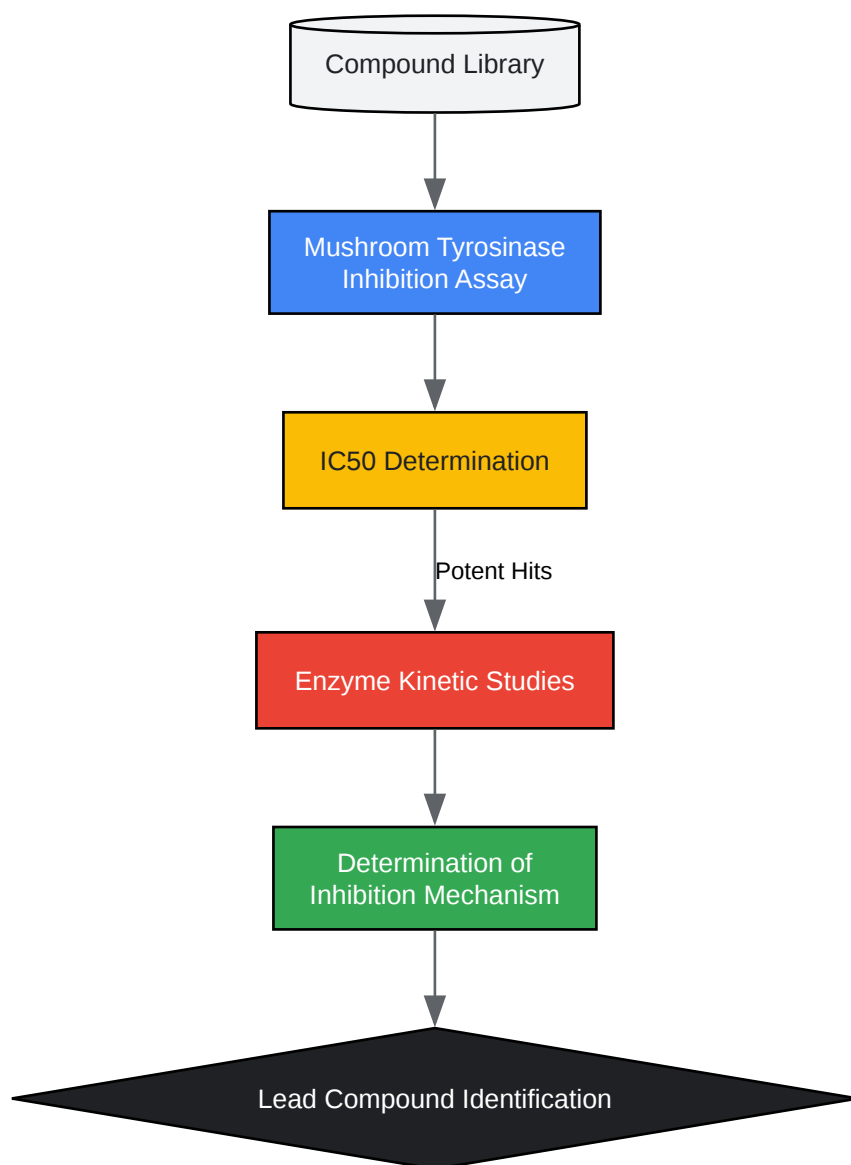 Compound Library
Mushroom Tyrosinase
Inhibition Assay
IC50 Determination
Potent Hits
Enzyme Kinetic Studies
Determination of
Inhibition Mechanism
Lead Compound Identification